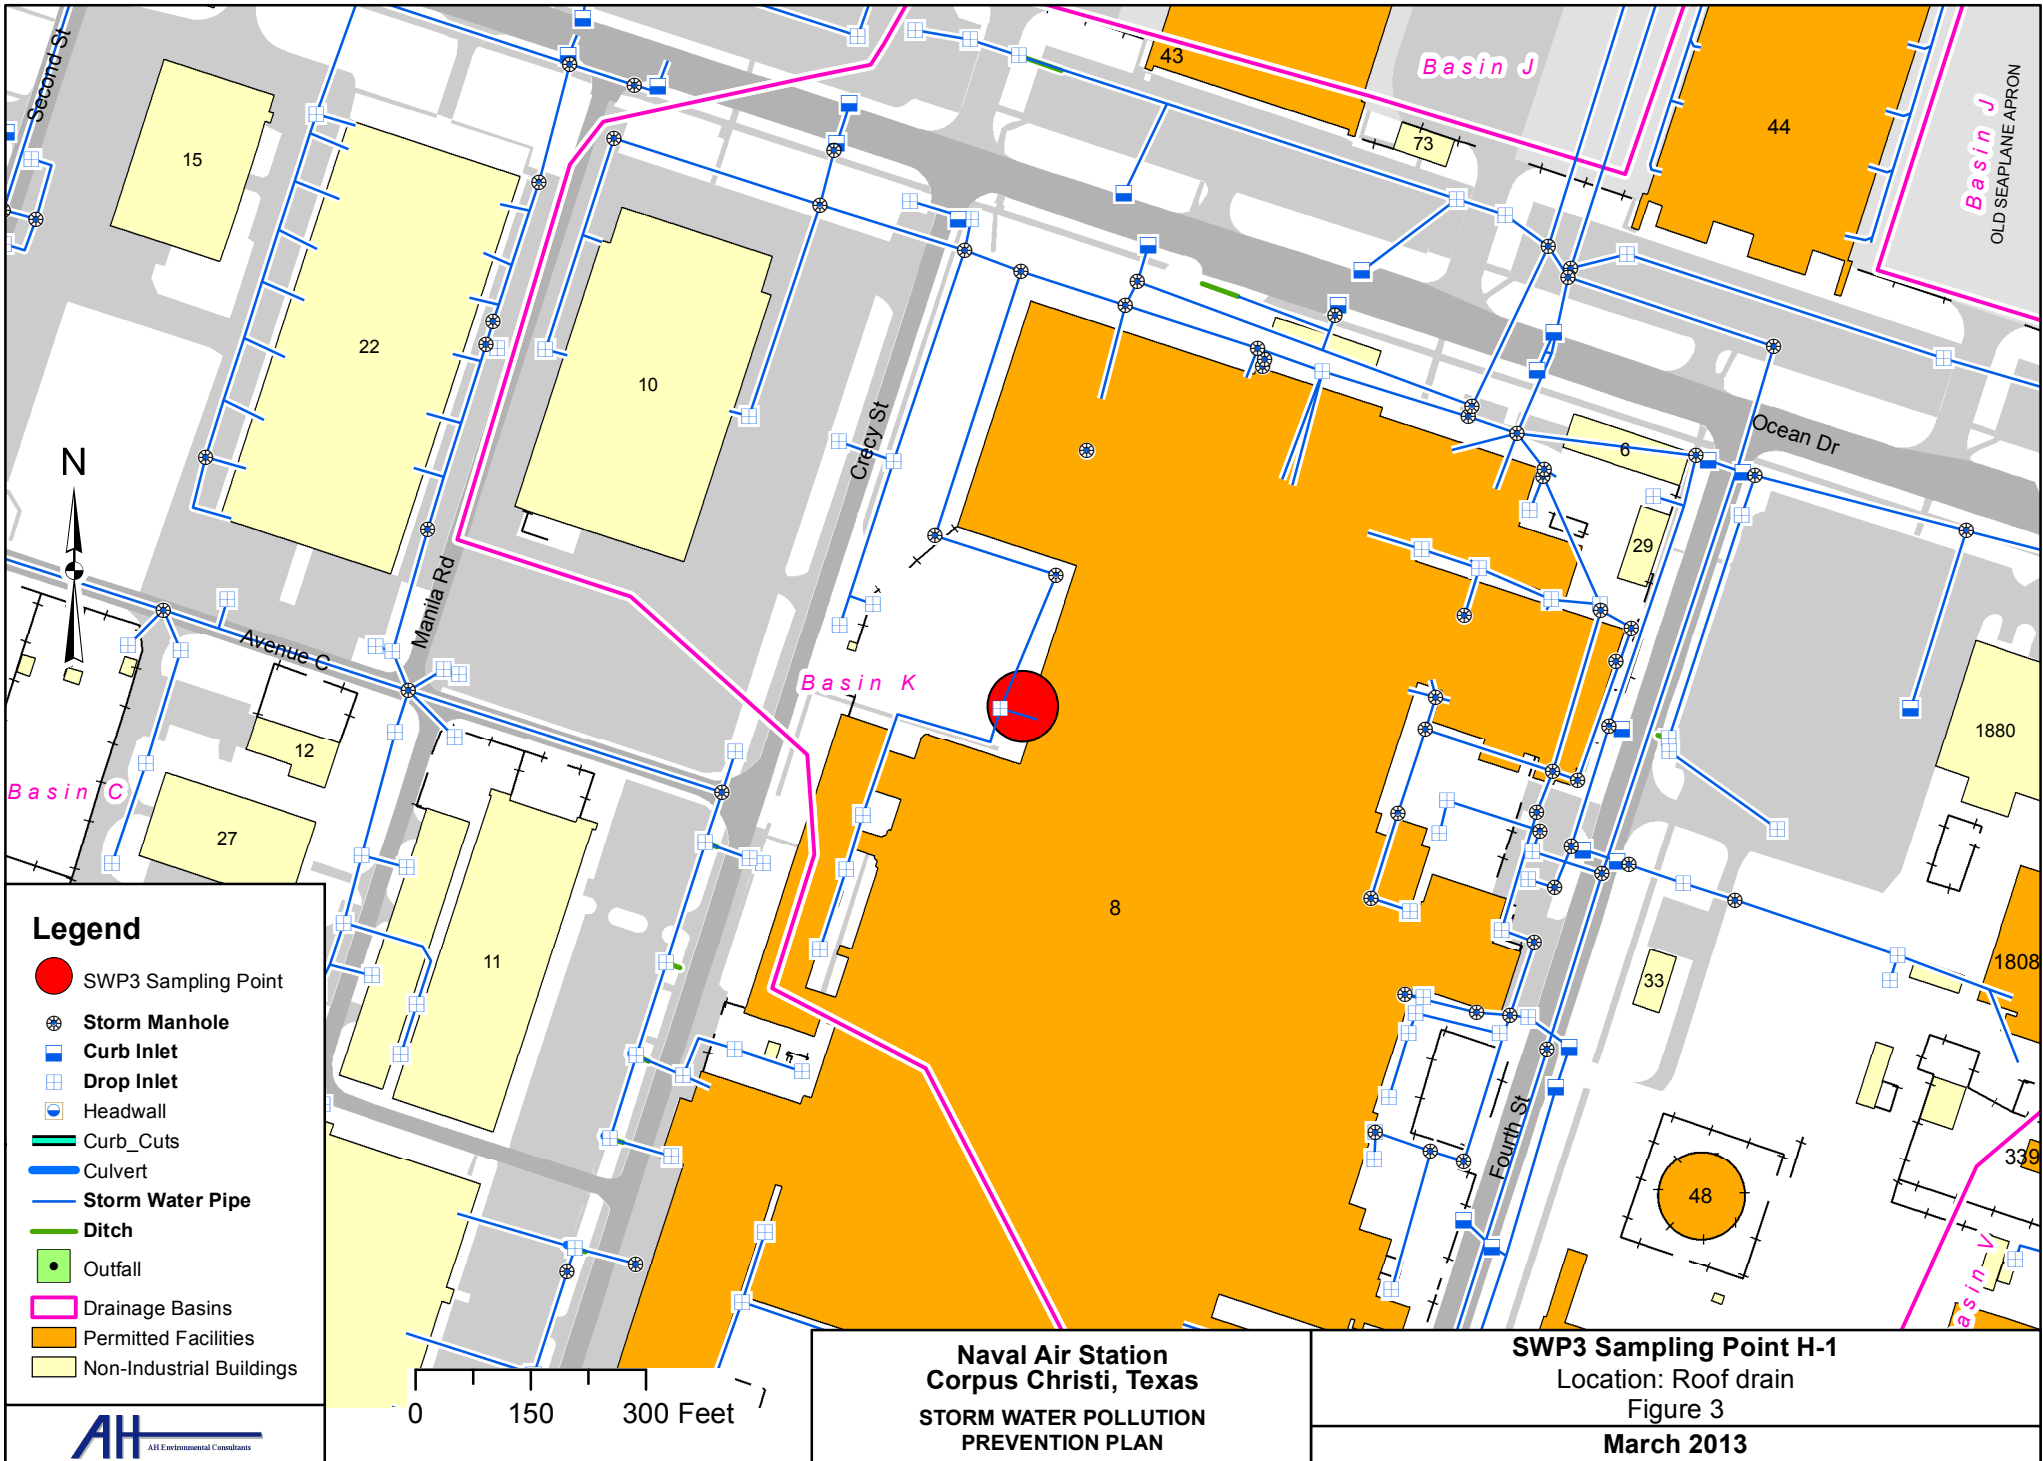 Second St
15
22
10
43
Basin J
73
44
Basin J
OLD SEAPLANE APRON
Crecy St
Ocean Dr
6
29
N
Manila Rd
Avenue C
Basin K
12
Basin C
27
11
8
1880
33
1808
Fourth St
48
339
asin V
Legend
SWP3 Sampling Point
Storm Manhole
Curb Inlet
Drop Inlet
Headwall
Curb_Cuts
Culvert
Storm Water Pipe
Ditch
Outfall
Drainage Basins
Permitted Facilities
Non-Industrial Buildings
AH AH Environmental Consultants
0 150 300 Feet
Naval Air Station
Corpus Christi, Texas
STORM WATER POLLUTION
PREVENTION PLAN
SWP3 Sampling Point H-1
Location: Roof drain
Figure 3
March 2013